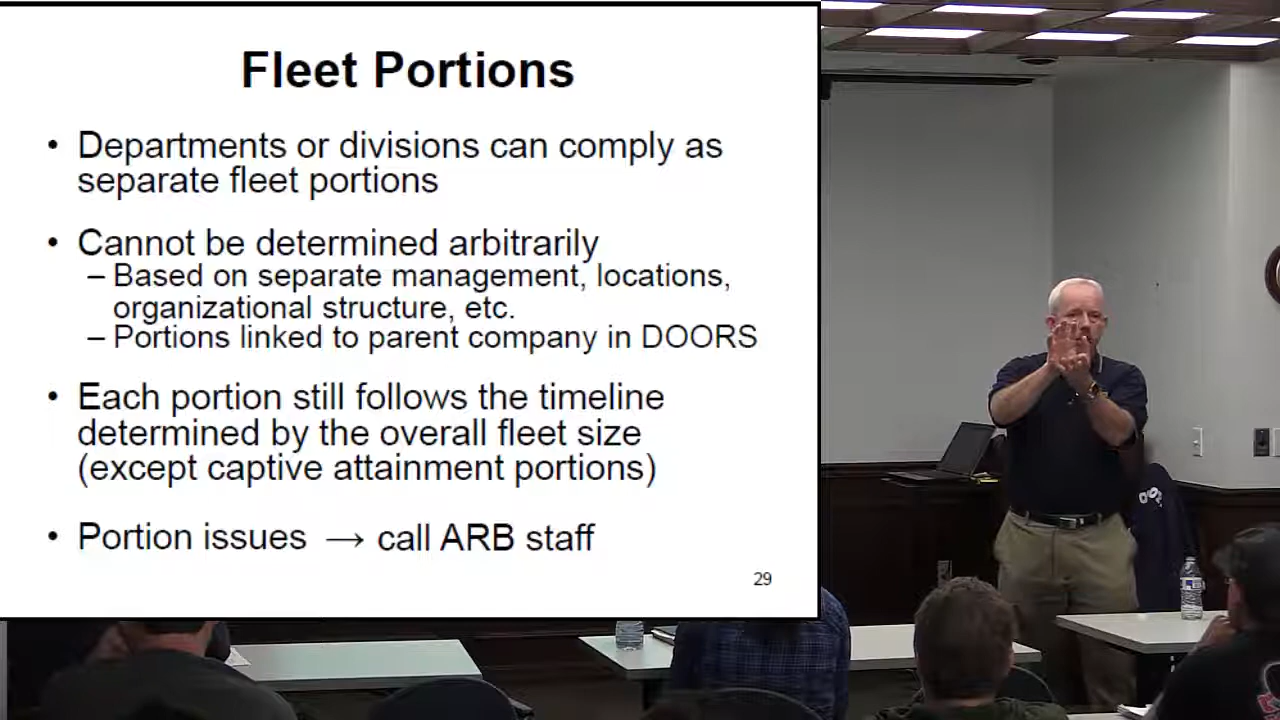 Fleet Portions
• Departments or divisions can comply as
separate fleet portions
• Cannot be determined arbitrarily
– Based on separate management, locations,
organizational structure, etc.
– Portions linked to parent company in DOORS
• Each portion still follows the timeline
determined by the overall fleet size
(except captive attainment portions)
• Portion issues → call ARB staff
29